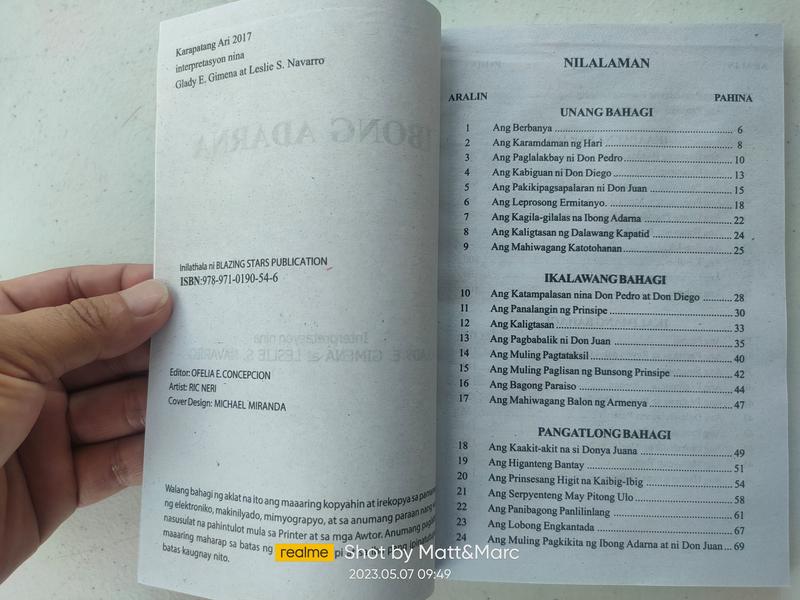 Karapatang Ari 2017
interpretasyon nina
Glady E. Gimena at Leslie S. Navarro
IBONG ADARNA
Inilathala ni BLAZING STARS PUBLICATION
ISBN:978-971-0190-54-6
Interpretasyon nina
E. GIMENA at LESLIE S. NAVARRO
Editor: OFELIA E. CONCEPCION
Artist: RIC NERI
Cover Design: MICHAEL MIRANDA
Walang bahagi ng aklat na ito ang maaaring kopyahin at irekopya sa
ng elektroniko, makinilyado, mimyograpyo, at sa anumang paraan nang
nasusulat na pahintulot mula sa Printer at sa mga Awtor. Anumang
maaaring maharap sa batas ng
batas kaugnay nito.
NILALAMAN
ARALIN PAHINA
UNANG BAHAGI
1 Ang Berbanya 6
2 Ang Karamdaman ng Hari 8
3 Ang Paglalakbay ni Don Pedro 10
4 Ang Kabiguan ni Don Diego 13
5 Ang Pakikipagsapalaran ni Don Juan 15
6 Ang Leprosong Ermitanyo. 18
7 Ang Kagila-gilalas na Ibong Adarna 22
8 Ang Kaligtasan ng Dalawang Kapatid 24
9 Ang Mahiwagang Katotohanan 25
IKALAWANG BAHAGI
10 Ang Katampalasan nina Don Pedro at Don Diego 28
11 Ang Panalangin ng Prinsipe 30
12 Ang Kaligtasan 33
13 Ang Pagbabalik ni Don Juan 35
14 Ang Muling Pagtataksil 40
15 Ang Muling Paglisan ng Bunsong Prinsipe 42
16 Ang Bagong Paraiso 44
17 Ang Mahiwagang Balon ng Armenya 47
PANGATLONG BAHAGI
18 Ang Kaakit-akit na si Donya Juana 49
19 Ang Higanteng Bantay 51
20 Ang Prinsesang Higit na Kaibig-Ibig 54
21 Ang Serpyenteng May Pitong Ulo 58
22 Ang Panibagong Panlilinlang 61
23 Ang Lobong Engkantada 67
24 Ang Muling Pagkikita ng Ibong Adarna at ni Don Juan 69
realme Shot by Matt&Marc
2023.05.07 09:49